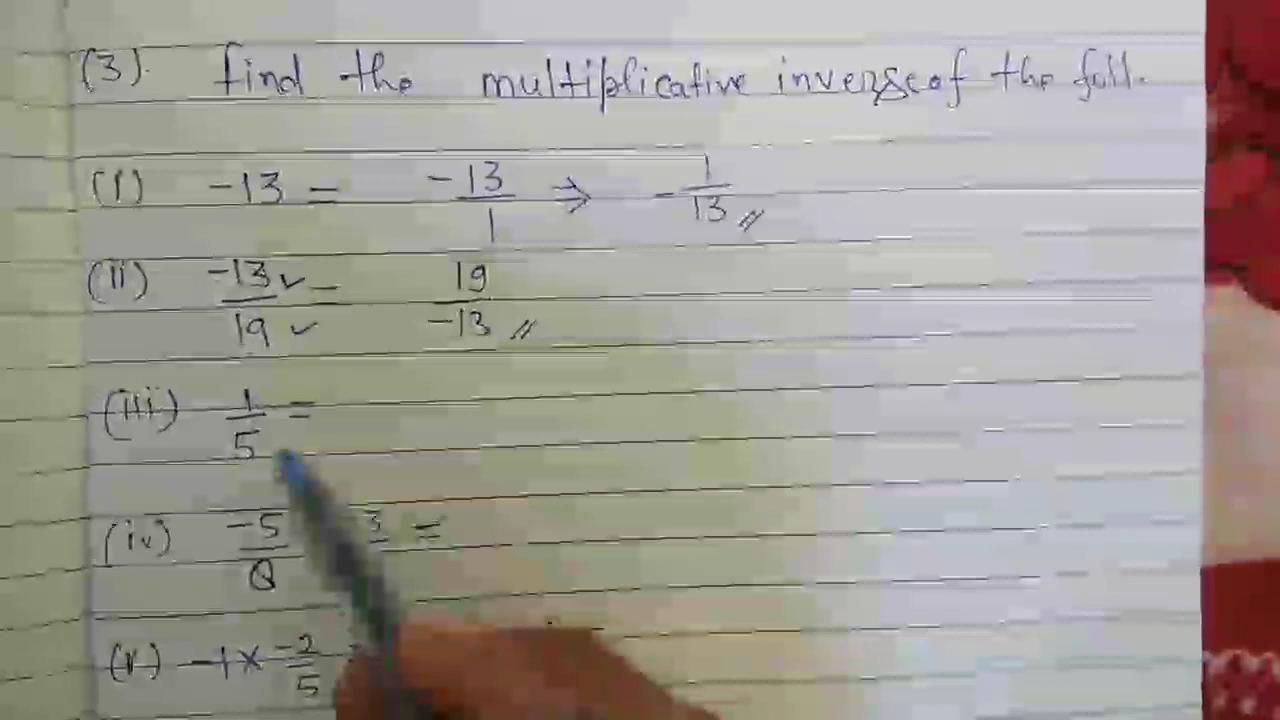 (3). find the multiplicative inverse of the foll.
(i) -13 = -13/1 ⇒ -1/13 //
(ii) -13/19 ✓ = 19/-13 //
(iii) 1/5 =
(iv) -5/8 3 =
(v) -1 × -2/5